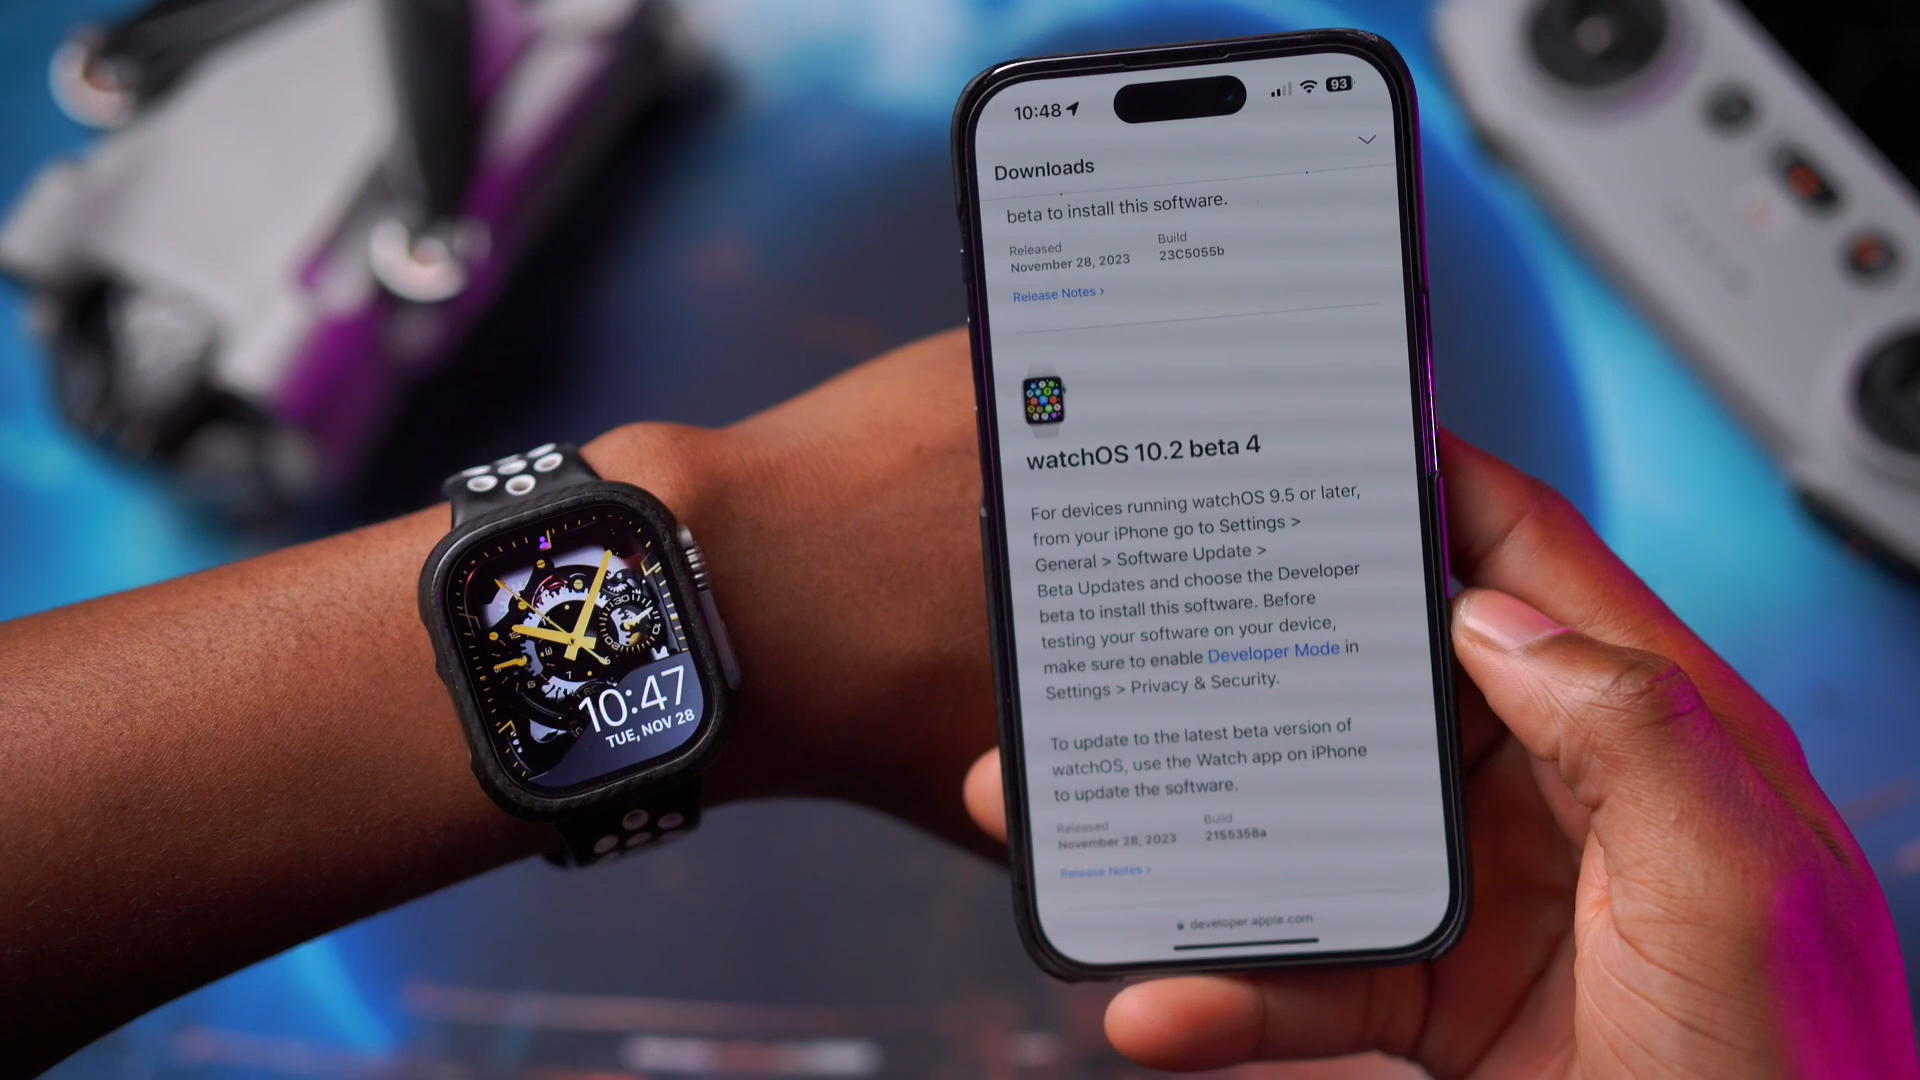 10:48
93
Downloads
beta to install this software.
Released
November 28, 2023
Build
23C5055b
Release Notes >
watchOS 10.2 beta 4
For devices running watchOS 9.5 or later,
from your iPhone go to Settings >
General > Software Update >
Beta Updates and choose the Developer
beta to install this software. Before
testing your software on your device,
make sure to enable Developer Mode in
Settings > Privacy & Security.
To update to the latest beta version of
watchOS, use the Watch app on iPhone
to update the software.
Released
November 28, 2023
Build
21S5358a
Release Notes >
developer.apple.com
10:47
TUE, NOV 28